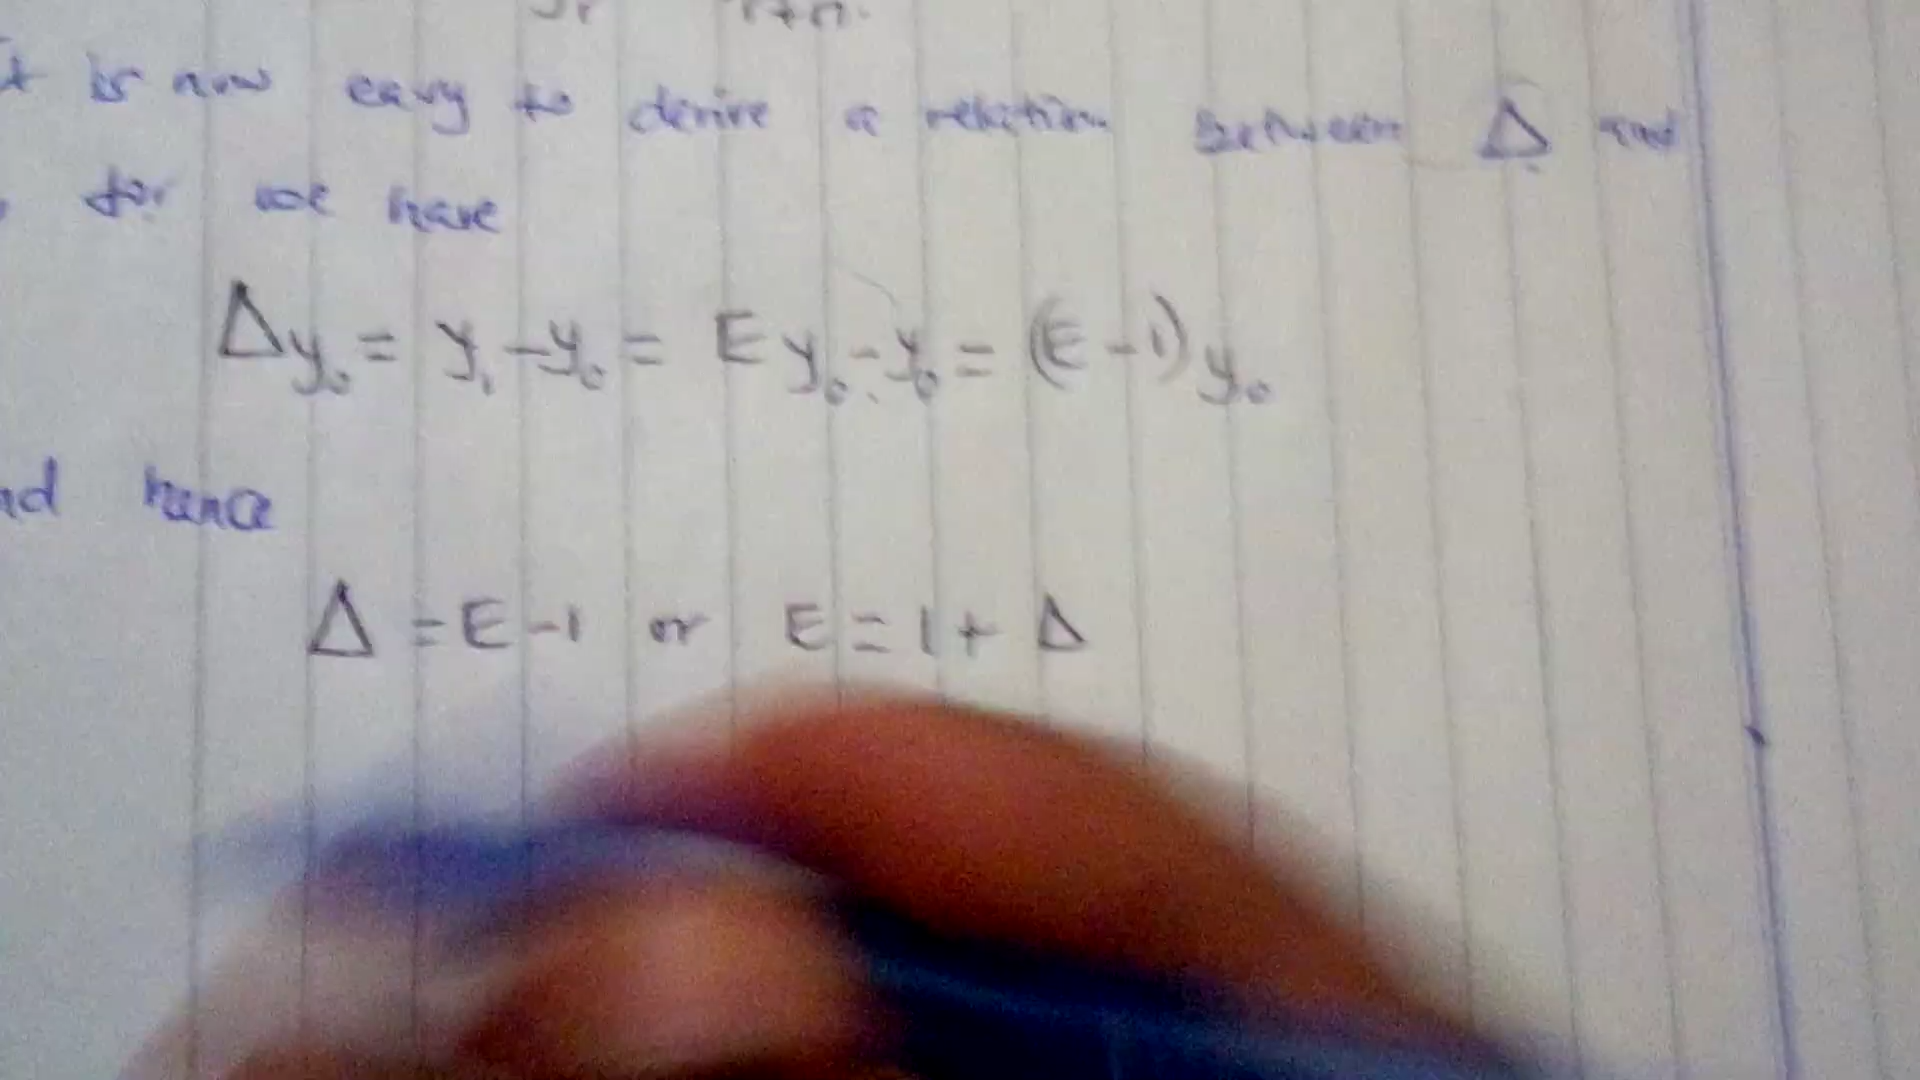 It is now easy to derive a relation between Δ and
for we have
Δy₀ = y₁ - y₀ = Ey₀ - y₀ = (E - 1)y₀
and hence
Δ = E - 1 or E = 1 + Δ